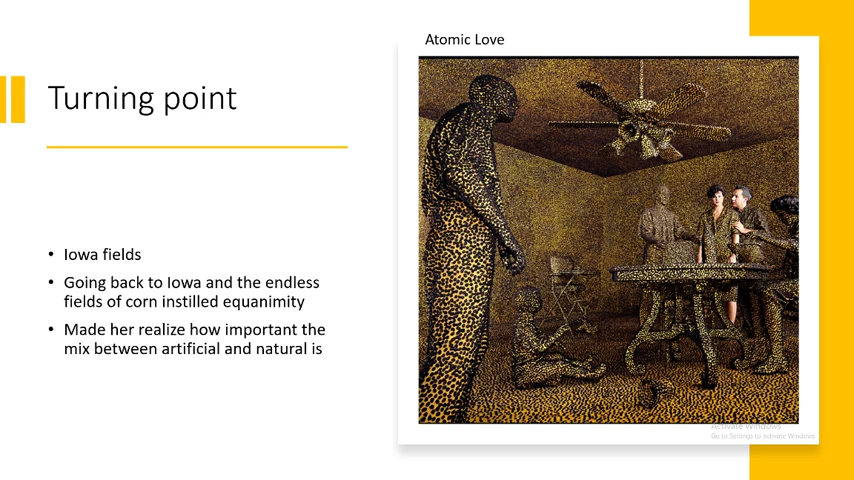 Atomic Love
Turning point
• Iowa fields
• Going back to Iowa and the endless
fields of corn instilled equanimity
• Made her realize how important the
mix between artificial and natural is
Activate Windows
Go to Settings to activate Windows.